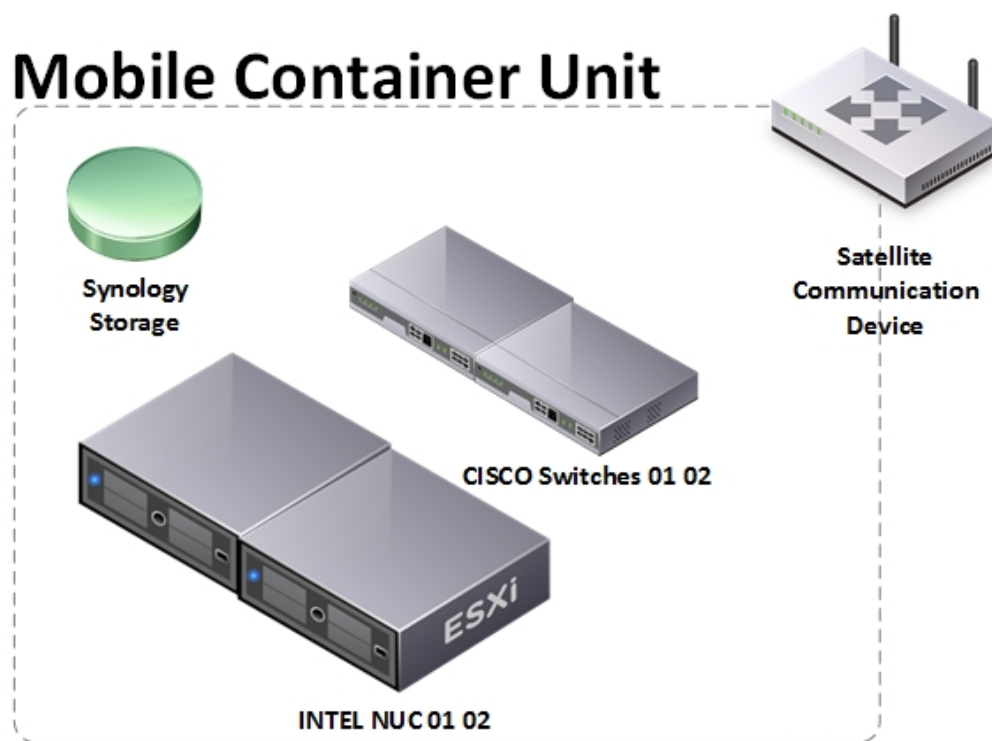 Mobile Container Unit
Synology
Storage
Satellite
Communication
Device
CISCO Switches 01 02
ESXi
INTEL NUC 01 02